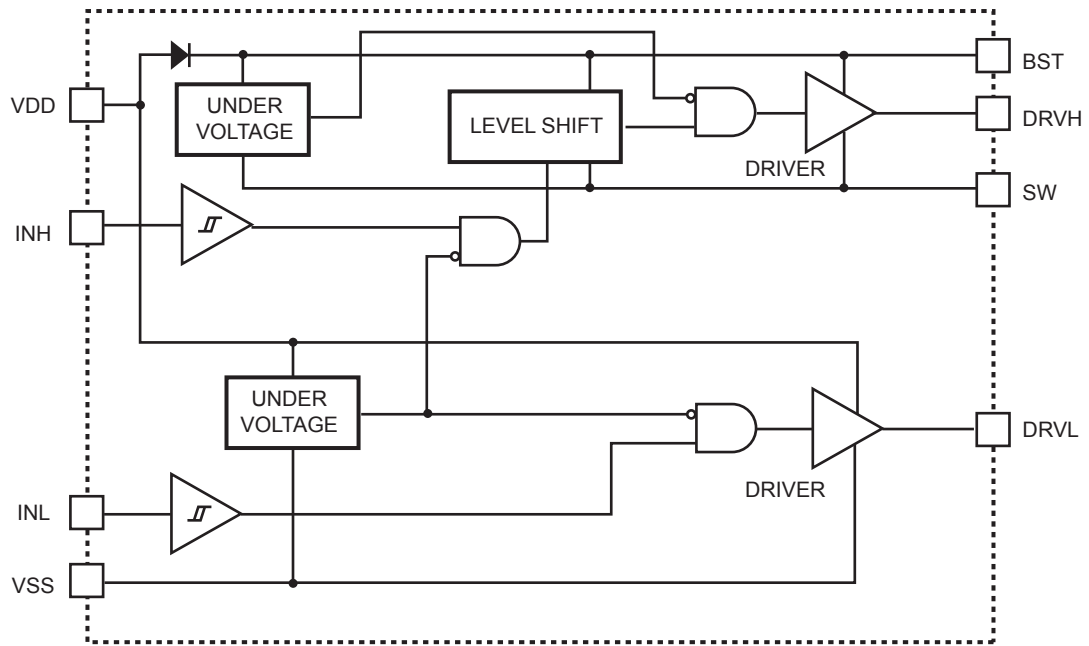 BST
VDD
UNDER
VOLTAGE
LEVEL SHIFT
DRVH
DRIVER
SW
INH
UNDER
VOLTAGE
DRVL
DRIVER
INL
VSS